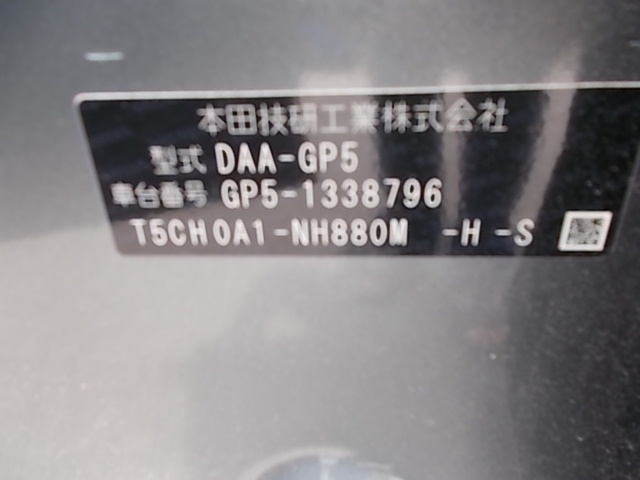 本田技研工業株式会社
型式 DAA-GP5
車台番号 GP5-1338796
T5CH0A1-NH880M -H-S